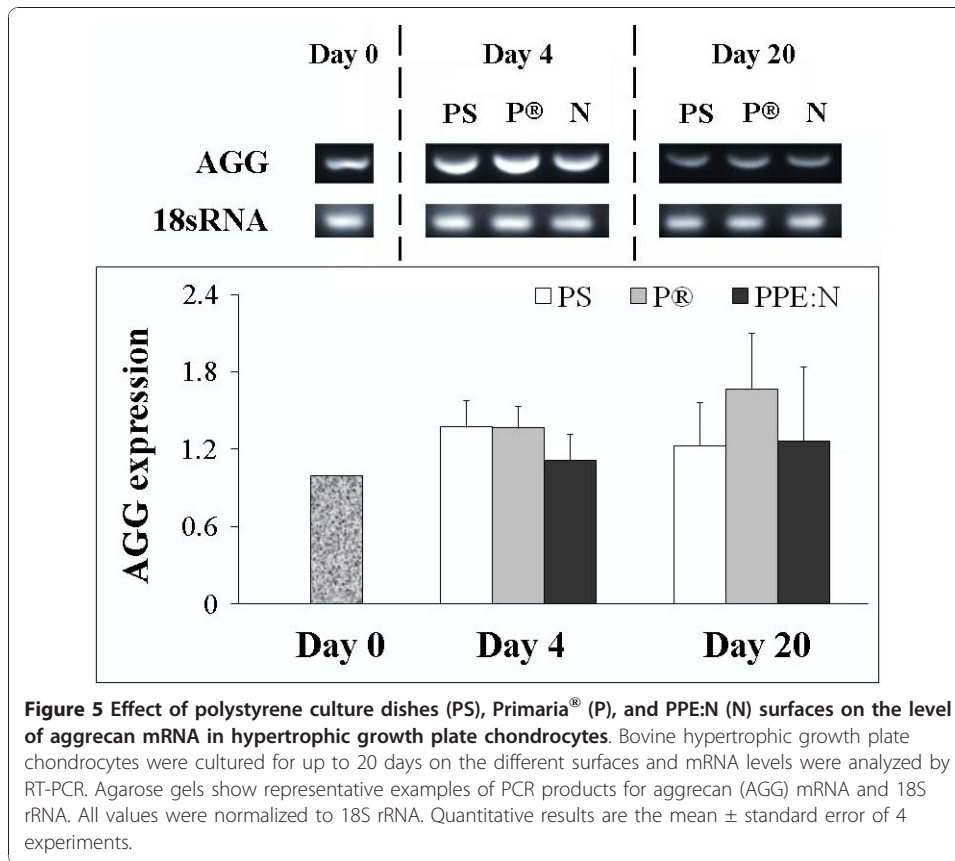 Day 0 Day 4 Day 20
PS P® N PS P® N
AGG
18sRNA
PS P® PPE:N
2.4
1.8
1.2
0.6
0
AGG expression
Day 0 Day 4 Day 20
Figure 5 Effect of polystyrene culture dishes (PS), Primaria® (P), and PPE:N (N) surfaces on the level
of aggrecan mRNA in hypertrophic growth plate chondrocytes. Bovine hypertrophic growth plate
chondrocytes were cultured for up to 20 days on the different surfaces and mRNA levels were analyzed by
RT-PCR. Agarose gels show representative examples of PCR products for aggrecan (AGG) mRNA and 18S
rRNA. All values were normalized to 18S rRNA. Quantitative results are the mean ± standard error of 4
experiments.